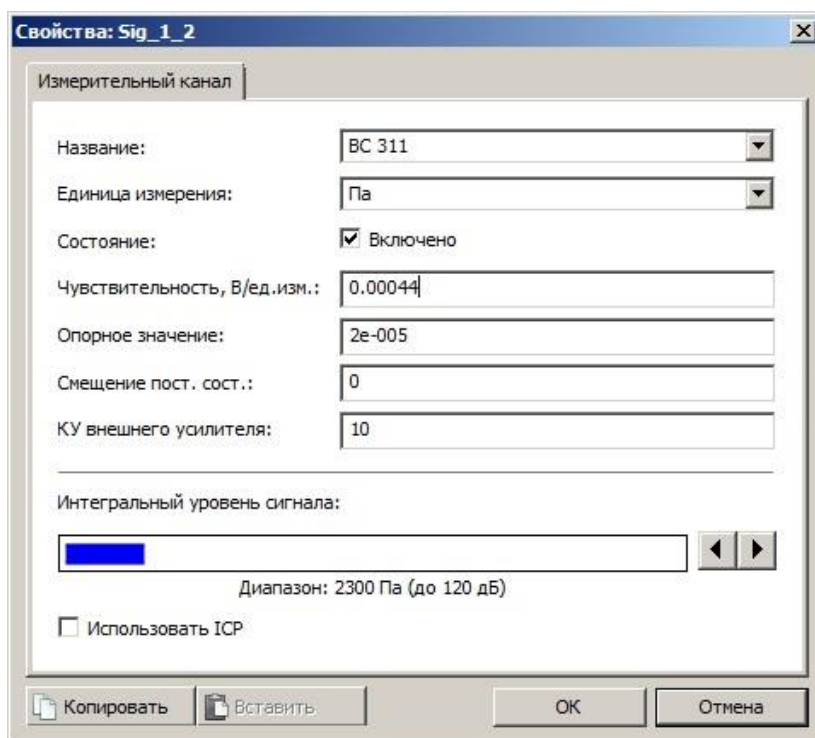 Свойства: Sig_1_2
Измерительный канал
Название: ВС 311
Единица измерения: Па
Состояние: Включено
Чувствительность, В/ед.изм.: 0.00044
Опорное значение: 2e-005
Смещение пост. сост.: 0
КУ внешнего усилителя: 10
Интегральный уровень сигнала:
Диапазон: 2300 Па (до 120 дБ)
Использовать ICP
Копировать Вставить ОК Отмена